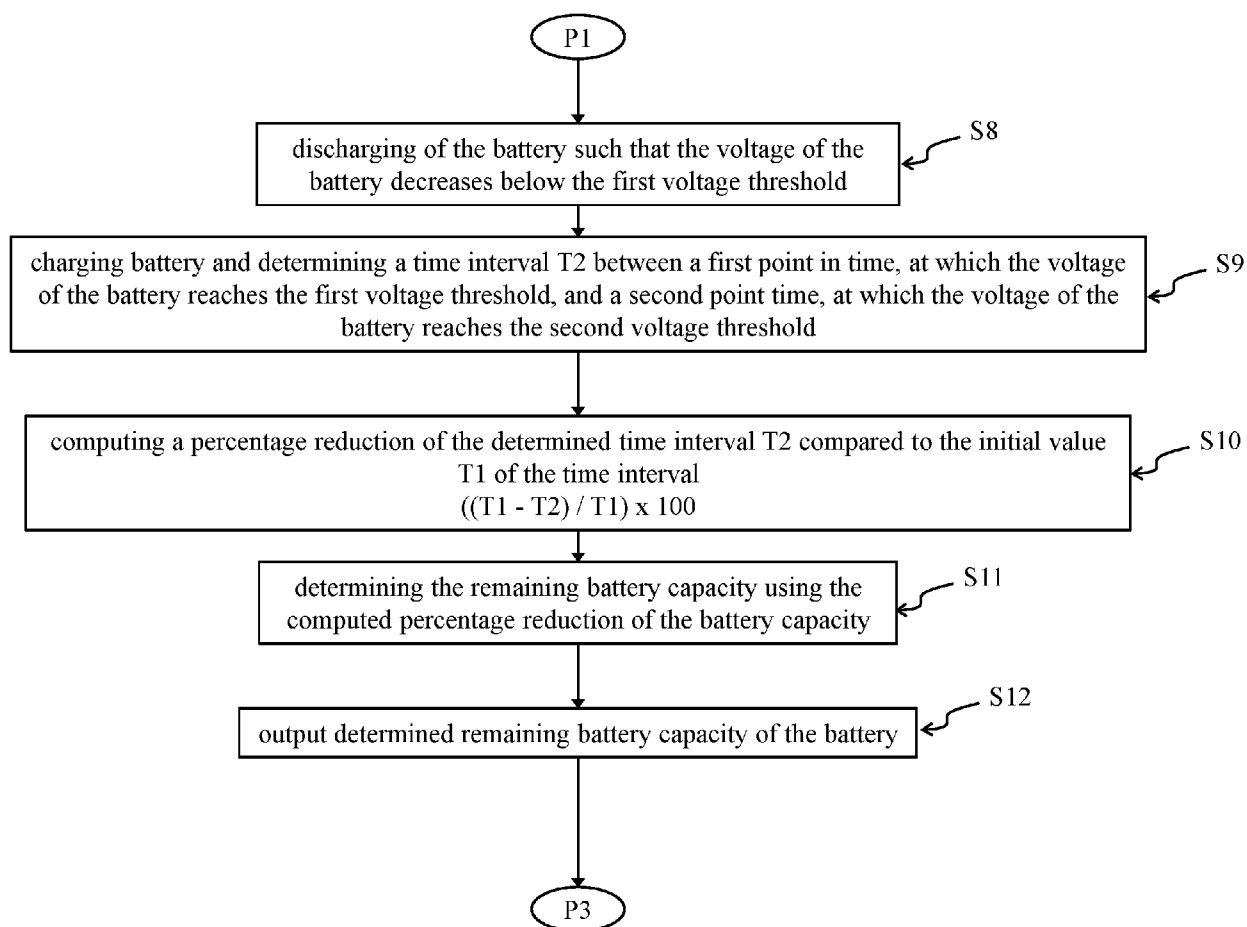 P1
discharging of the battery such that the voltage of the
battery decreases below the first voltage threshold
S8
charging battery and determining a time interval T2 between a first point in time, at which the voltage
of the battery reaches the first voltage threshold, and a second point time, at which the voltage of the
battery reaches the second voltage threshold
S9
computing a percentage reduction of the determined time interval T2 compared to the initial value
T1 of the time interval
((T1 - T2) / T1) x 100
S10
determining the remaining battery capacity using the
computed percentage reduction of the battery capacity
S11
output determined remaining battery capacity of the battery
S12
P3